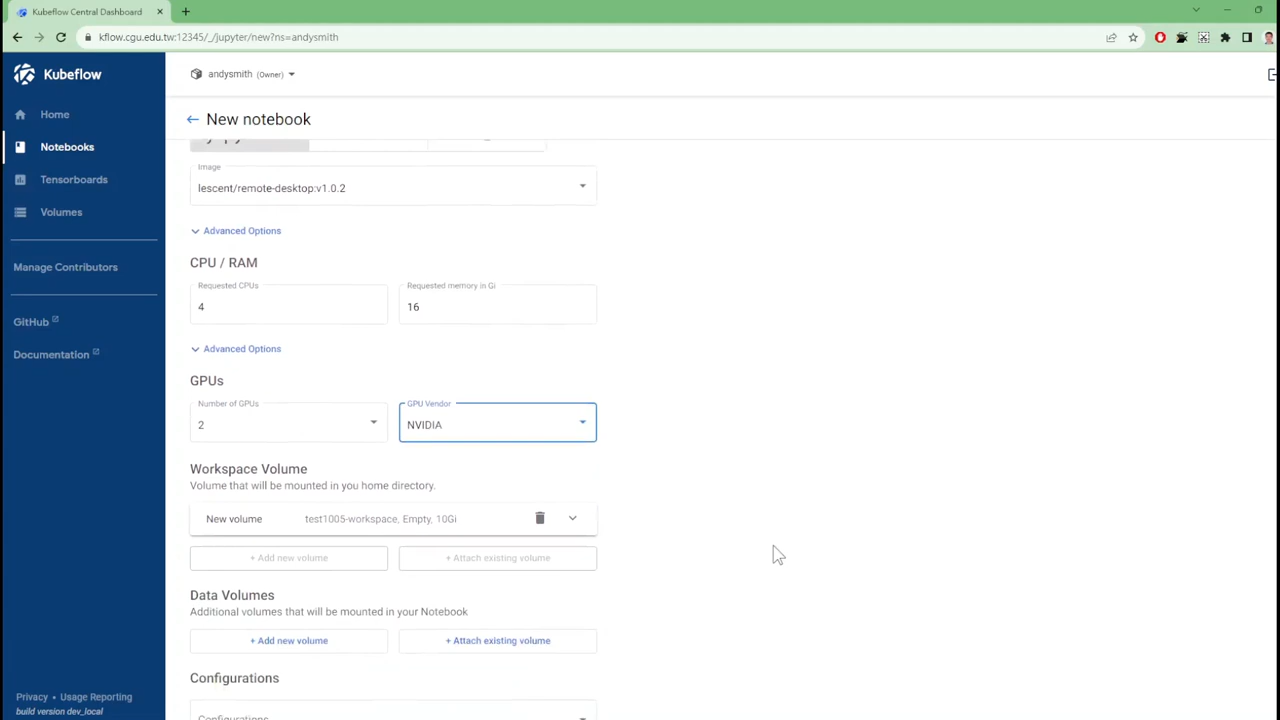 Kubeflow Central Dashboard
kflow.cgu.edu.tw:12345/_/jupyter/new?ns=andysmith
Kubeflow
andysmith (Owner)
Home
New notebook
Notebooks
Tensorboards
Volumes
Manage Contributors
GitHub
Documentation
Privacy • Usage Reporting
build version dev_local
Image
lescent/remote-desktop:v1.0.2
Advanced Options
CPU / RAM
Requested CPUs
4
Requested memory in Gi
16
Advanced Options
GPUs
Number of GPUs
2
GPU Vendor
NVIDIA
Workspace Volume
Volume that will be mounted in you home directory.
New volume test1005-workspace, Empty, 10Gi
+ Add new volume
+ Attach existing volume
Data Volumes
Additional volumes that will be mounted in your Notebook
+ Add new volume
+ Attach existing volume
Configurations
Configurations